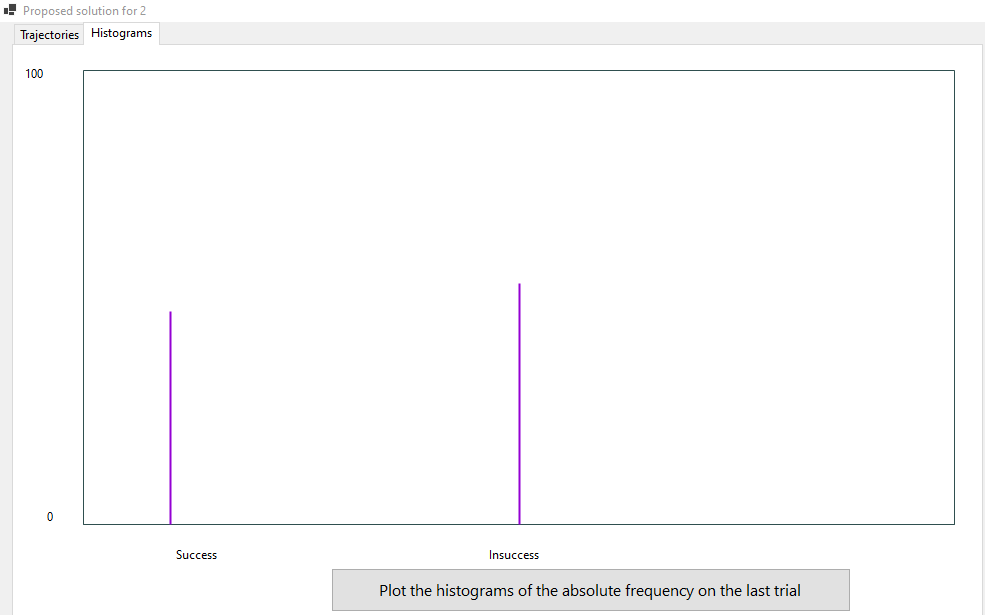 Proposed solution for 2
Trajectories Histograms
100
0
Success Insuccess
Plot the histograms of the absolute frequency on the last trial